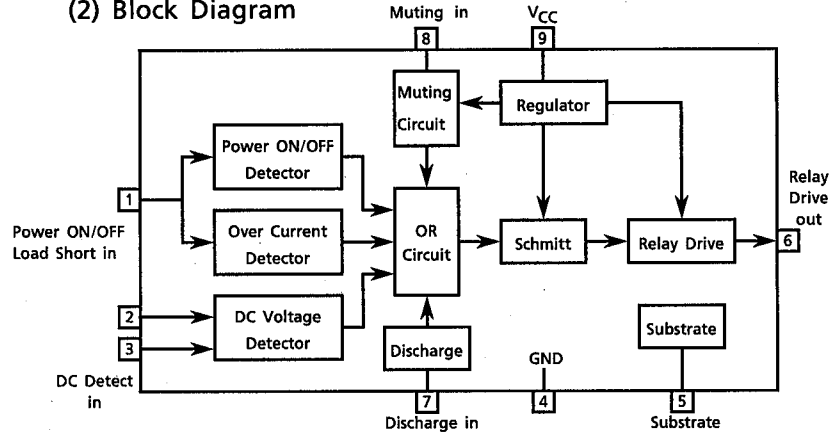 (2) Block Diagram
Muting in
VCC
8
9
Muting
Circuit
Regulator
Power ON/OFF
Detector
Relay
Drive
out
1
Power ON/OFF
Load Short in
Over Current
Detector
OR
Circuit
Schmitt
Relay Drive
6
2
3
DC Voltage
Detector
Substrate
Discharge
GND
DC Detect
in
7
4
5
Discharge in
Substrate